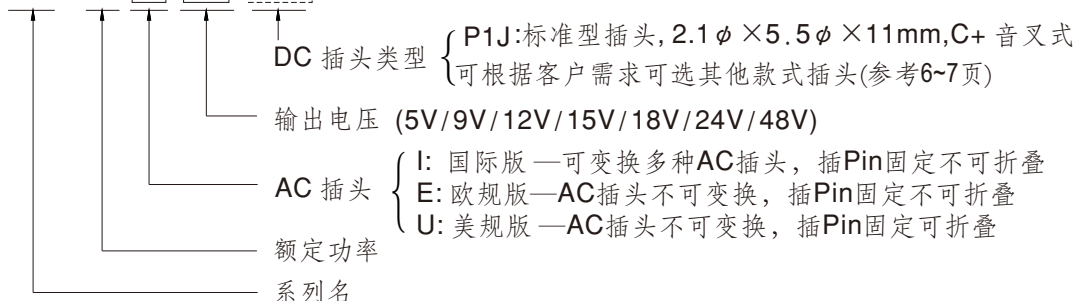 DC 插头类型 P1J:标准型插头, 2.1φ×5.5φ×11mm,C+ 音叉式
可根据客户需求可选其他款式插头(参考6~7页)
输出电压 (5V/9V/12V/15V/18V/24V/48V)
AC 插头 I: 国际版 —可变换多种AC插头，插Pin固定不可折叠
E: 欧规版—AC插头不可变换，插Pin固定不可折叠
U: 美规版 —AC插头不可变换，插Pin固定可折叠
额定功率
系列名